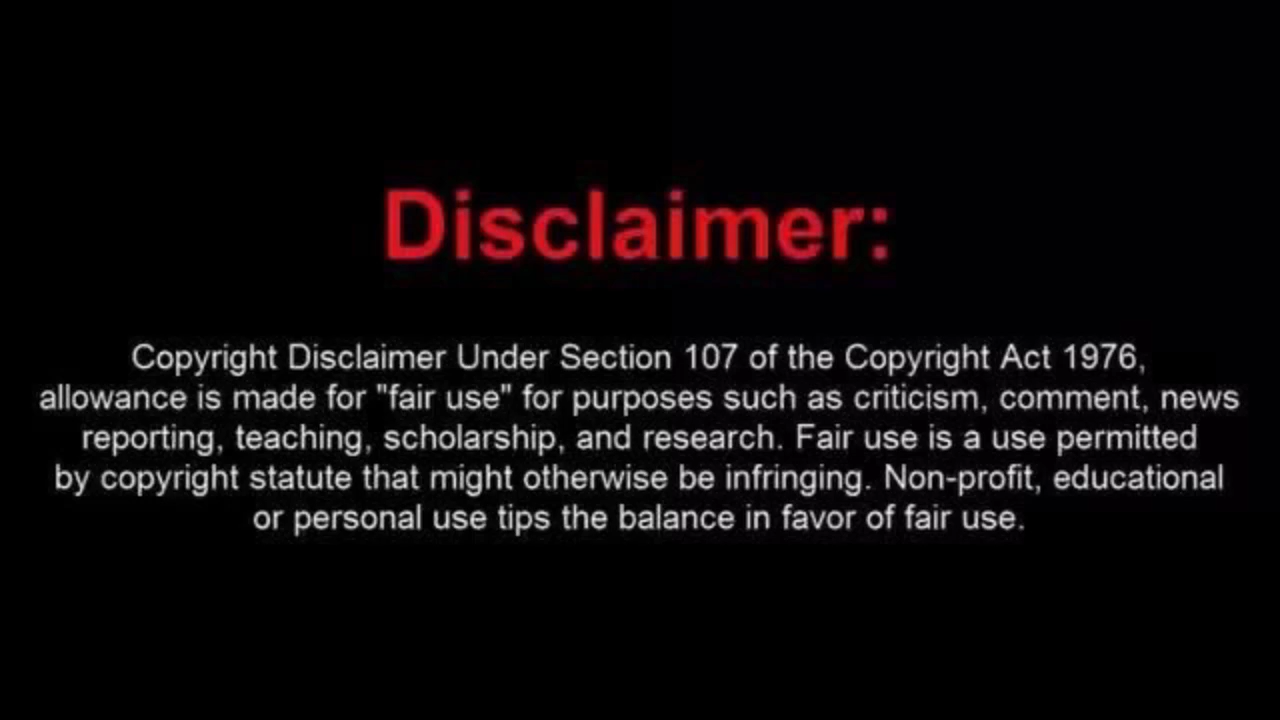 Disclaimer:
Copyright Disclaimer Under Section 107 of the Copyright Act 1976,
allowance is made for "fair use" for purposes such as criticism, comment, news
reporting, teaching, scholarship, and research. Fair use is a use permitted
by copyright statute that might otherwise be infringing. Non-profit, educational
or personal use tips the balance in favor of fair use.